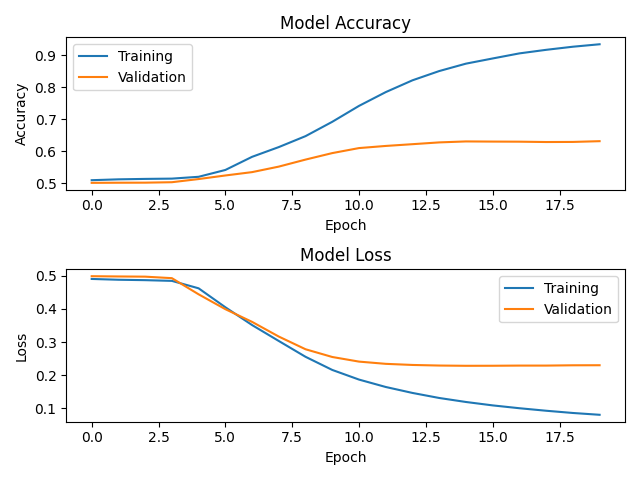 Model Accuracy
Accuracy
0.9
0.8
0.7
0.6
0.5
Training
Validation
0.0 2.5 5.0 7.5 10.0 12.5 15.0 17.5
Epoch
Model Loss
Loss
0.5
0.4
0.3
0.2
0.1
Training
Validation
0.0 2.5 5.0 7.5 10.0 12.5 15.0 17.5
Epoch